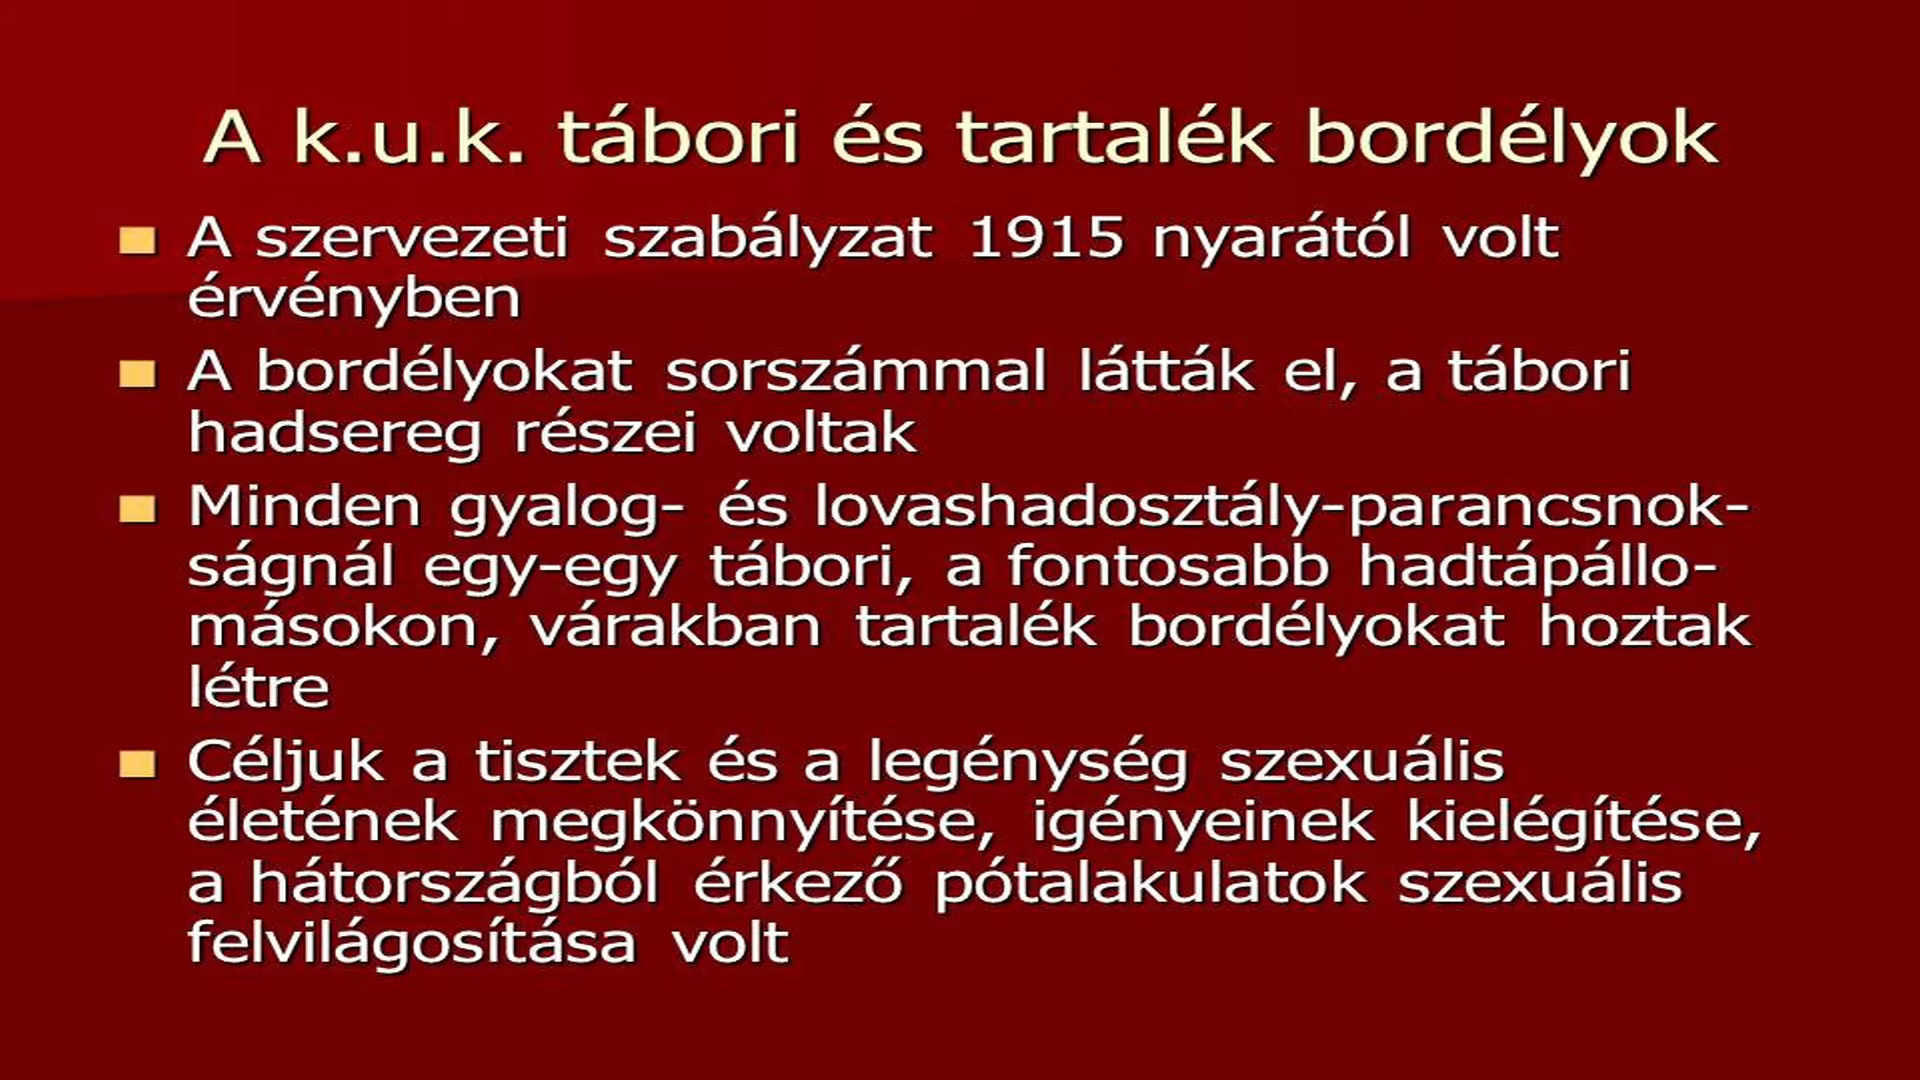 A k.u.k. tábori és tartalék bordélyok
A szervezeti szabályzat 1915 nyarától volt
érvényben
A bordélyokat sorszámmal látták el, a tábori
hadsereg részei voltak
Minden gyalog- és lovashadosztály-parancsnok-
ságnál egy-egy tábori, a fontosabb hadtápállo-
másokon, várakban tartalék bordélyokat hoztak
létre
Céljuk a tisztek és a legénység szexuális
életének megkönnyítése, igényeinek kielégítése,
a hátországból érkező pótalakulatok szexuális
felvilágosítása volt